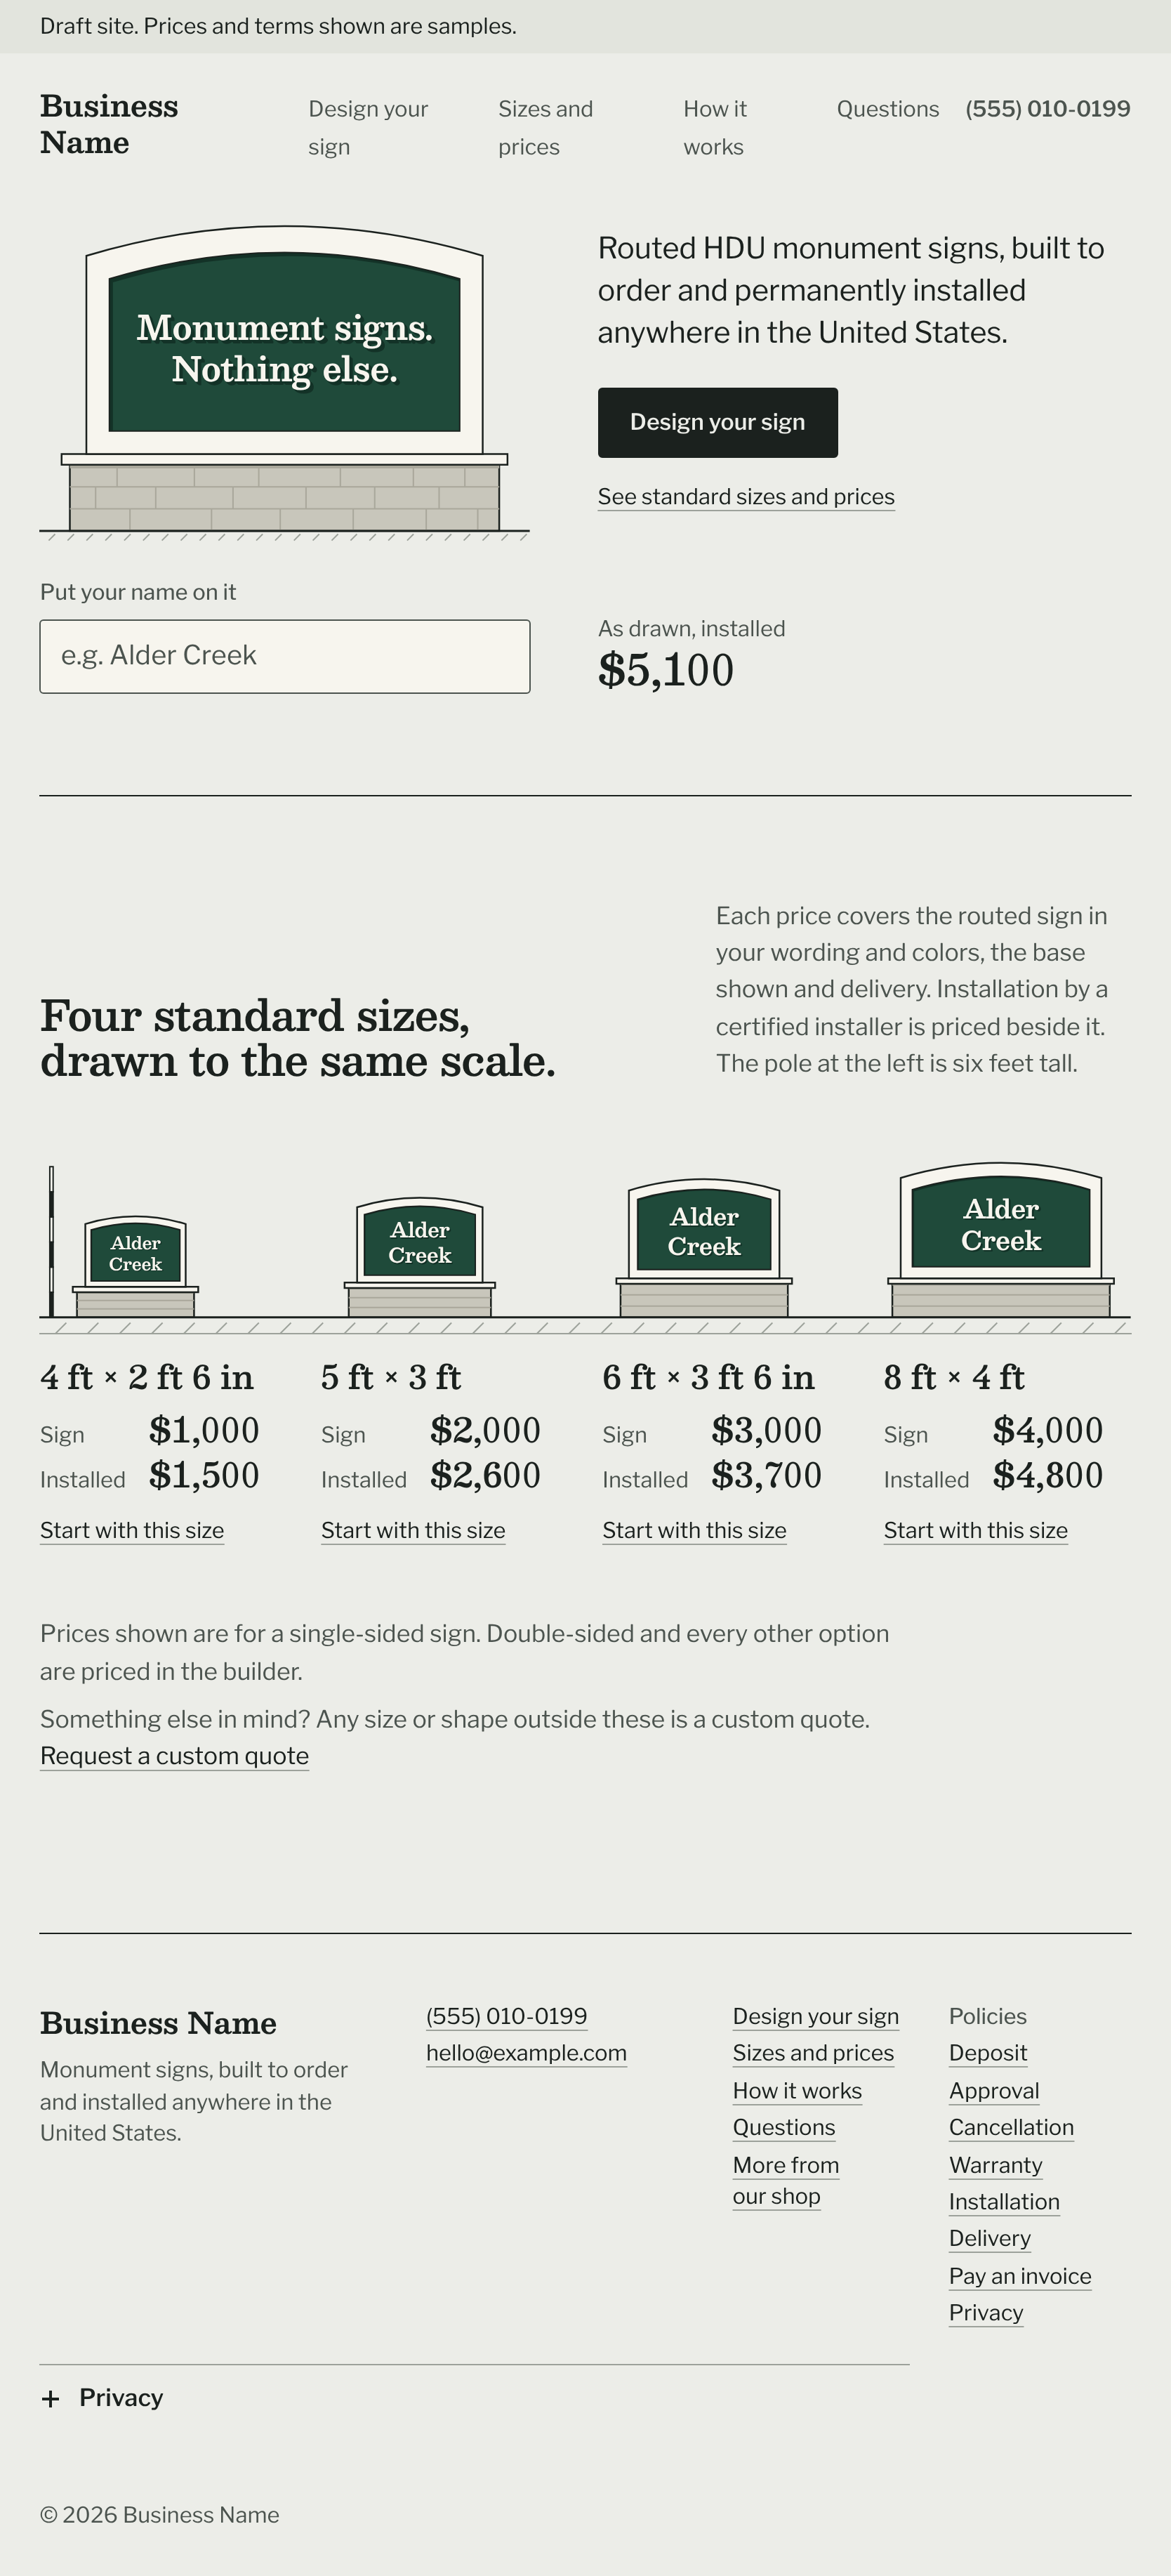 Draft site. Prices and terms shown are samples.
Business
Name
Design your
sign
Sizes and
prices
How it
works
Questions
(555) 010-0199
Monument signs.
Nothing else.
Routed HDU monument signs, built to
order and permanently installed
anywhere in the United States.
Design your sign
See standard sizes and prices
Put your name on it
e.g. Alder Creek
As drawn, installed
$5,100
Four standard sizes,
drawn to the same scale.
Each price covers the routed sign in
your wording and colors, the base
shown and delivery. Installation by a
certified installer is priced beside it.
The pole at the left is six feet tall.
Alder
Creek
Alder
Creek
Alder
Creek
Alder
Creek
4 ft × 2 ft 6 in
Sign $1,000
Installed $1,500
Start with this size
5 ft × 3 ft
Sign $2,000
Installed $2,600
Start with this size
6 ft × 3 ft 6 in
Sign $3,000
Installed $3,700
Start with this size
8 ft × 4 ft
Sign $4,000
Installed $4,800
Start with this size
Prices shown are for a single-sided sign. Double-sided and every other option
are priced in the builder.
Something else in mind? Any size or shape outside these is a custom quote.
Request a custom quote
Business Name
Monument signs, built to order
and installed anywhere in the
United States.
(555) 010-0199
hello@example.com
Design your sign
Sizes and prices
How it works
Questions
More from
our shop
Policies
Deposit
Approval
Cancellation
Warranty
Installation
Delivery
Pay an invoice
Privacy
+ Privacy
© 2026 Business Name